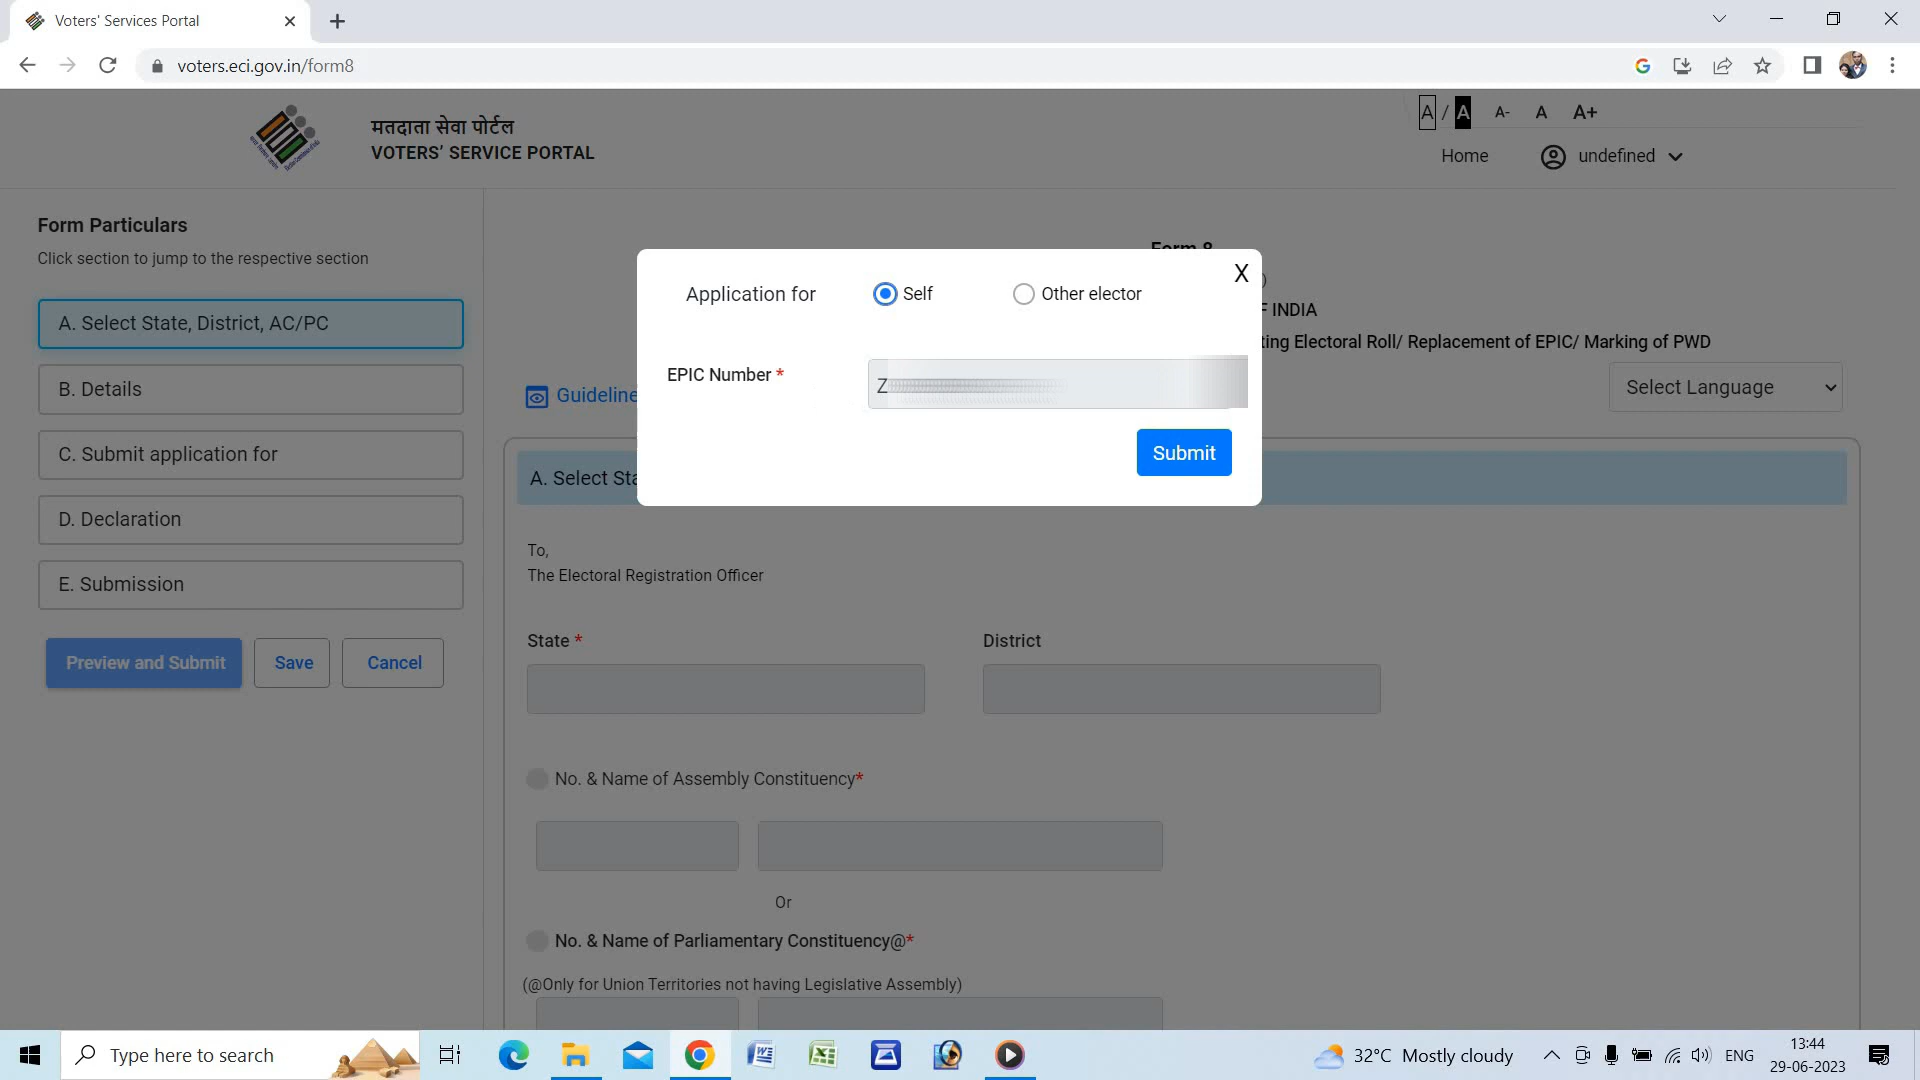 Voters' Services Portal
voters.eci.gov.in/form8
मतदाता सेवा पोर्टल
VOTERS' SERVICE PORTAL
A / A A- A A+
Home undefined
Form Particulars
Click section to jump to the respective section
A. Select State, District, AC/PC
B. Details
C. Submit application for
D. Declaration
E. Submission
Preview and Submit Save Cancel
Form 8
F INDIA
ting Electoral Roll/ Replacement of EPIC/ Marking of PWD
Select Language
Guideline
X
Application for Self Other elector
EPIC Number *
Z
Submit
A. Select Sta
To,
The Electoral Registration Officer
State * District
No. & Name of Assembly Constituency*
Or
No. & Name of Parliamentary Constituency@*
(@Only for Union Territories not having Legislative Assembly)
Type here to search
32°C Mostly cloudy
ENG
13:44
29-06-2023